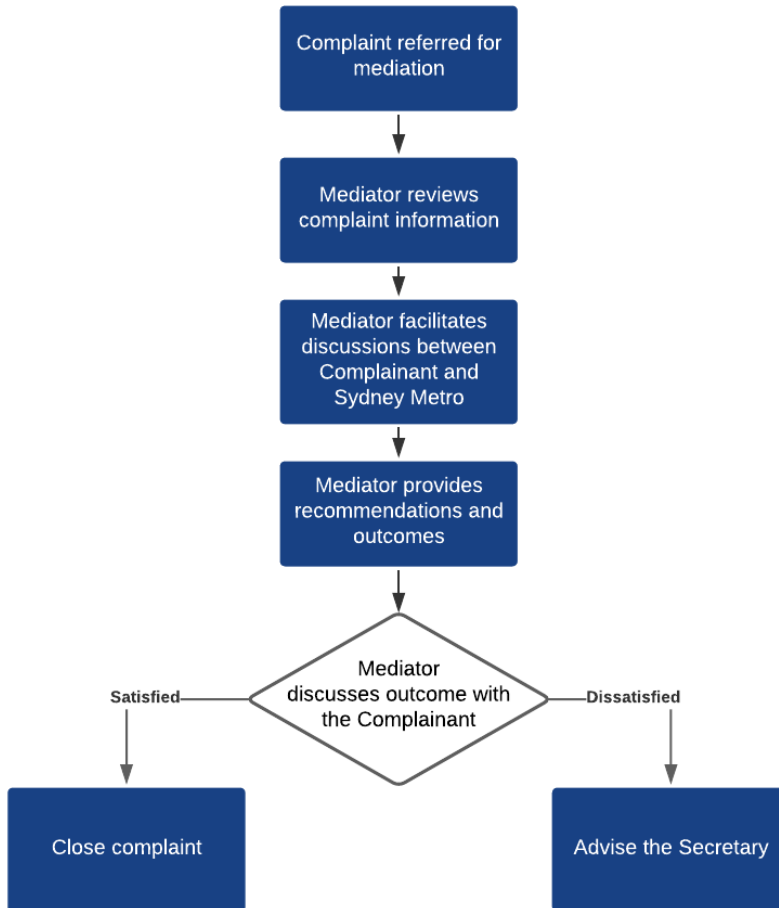 Complaint referred for
mediation
Mediator reviews
complaint information
Mediator facilitates
discussions between
Complainant and
Sydney Metro
Mediator provides
recommendations and
outcomes
Mediator
discusses outcome with
the Complainant
Satisfied
Dissatisfied
Close complaint
Advise the Secretary